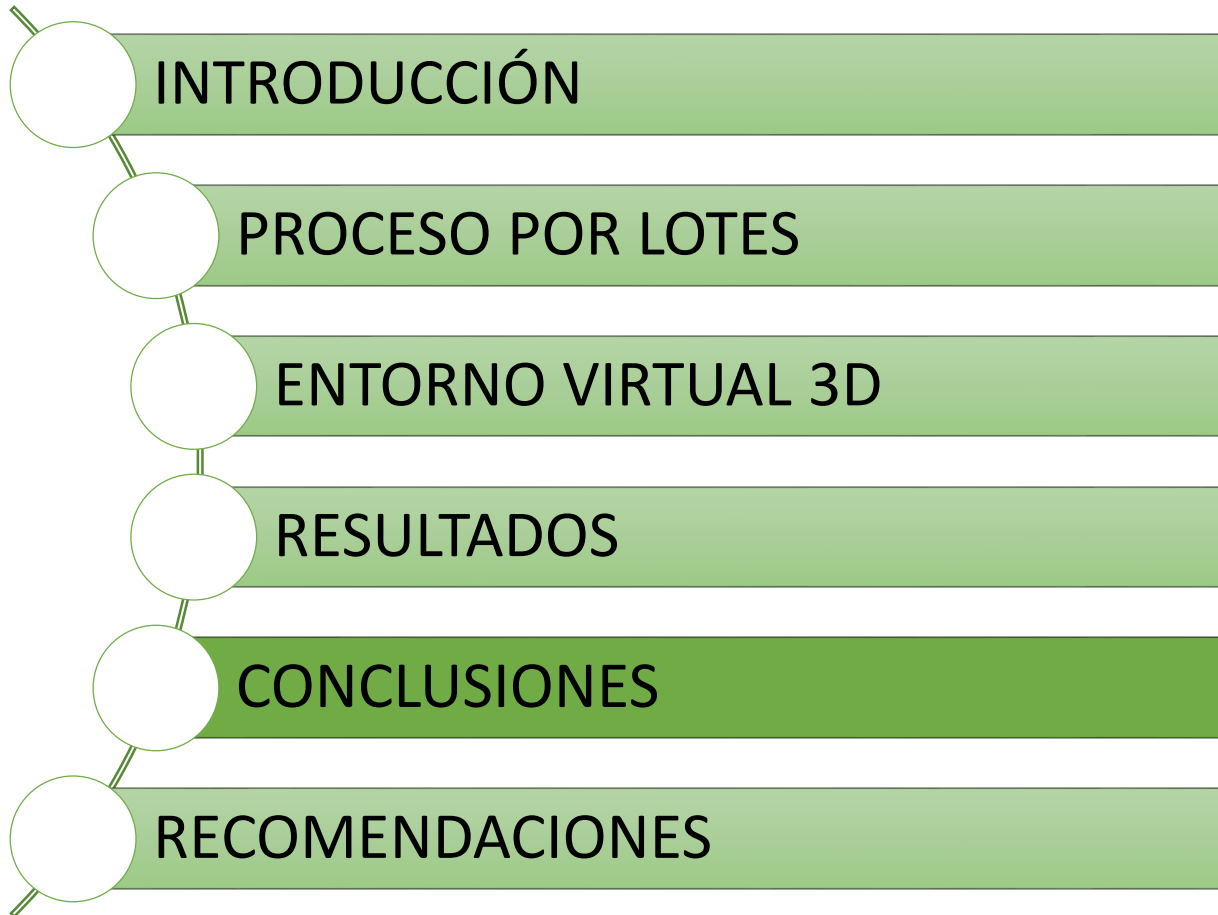 INTRODUCCIÓN
PROCESO POR LOTES
ENTORNO VIRTUAL 3D
RESULTADOS
CONCLUSIONES
RECOMENDACIONES